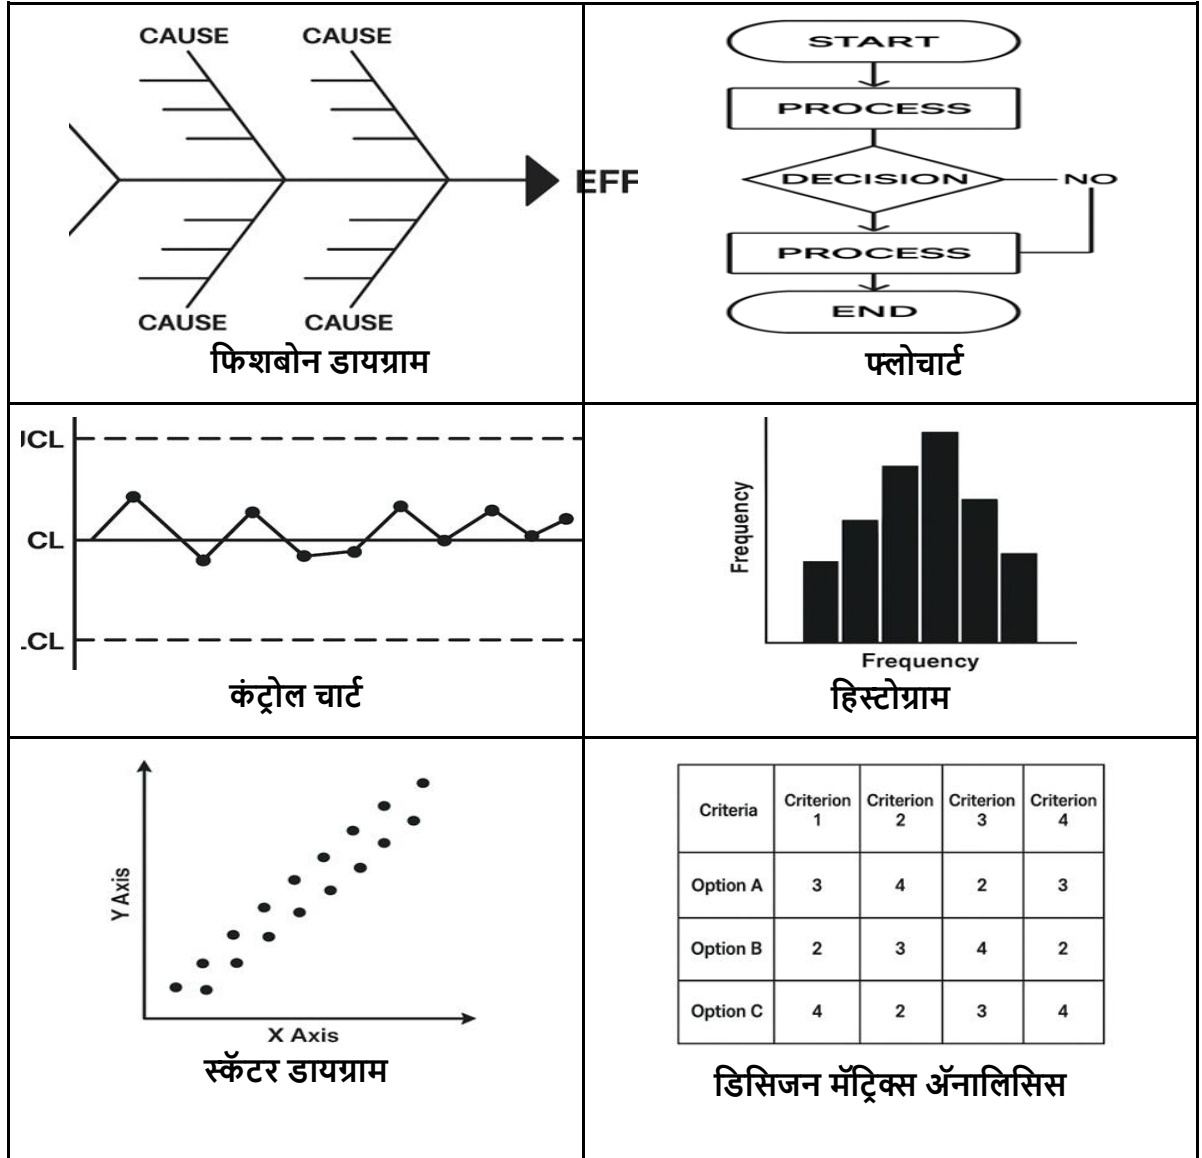 CAUSE CAUSE
EFF
CAUSE CAUSE
फिशबोन डायग्राम
START
PROCESS
DECISION NO
PROCESS
END
फ्लोचार्ट
CL
CL
CL
कंट्रोल चार्ट
Frequency
Frequency
हिस्टोग्राम
Y Axis
X Axis
स्कॅटर डायग्राम
Criteria Criterion 1 Criterion 2 Criterion 3 Criterion 4
Option A 3 4 2 3
Option B 2 3 4 2
Option C 4 2 3 4
डिसिजन मॅट्रिक्स ॲनालिसिस